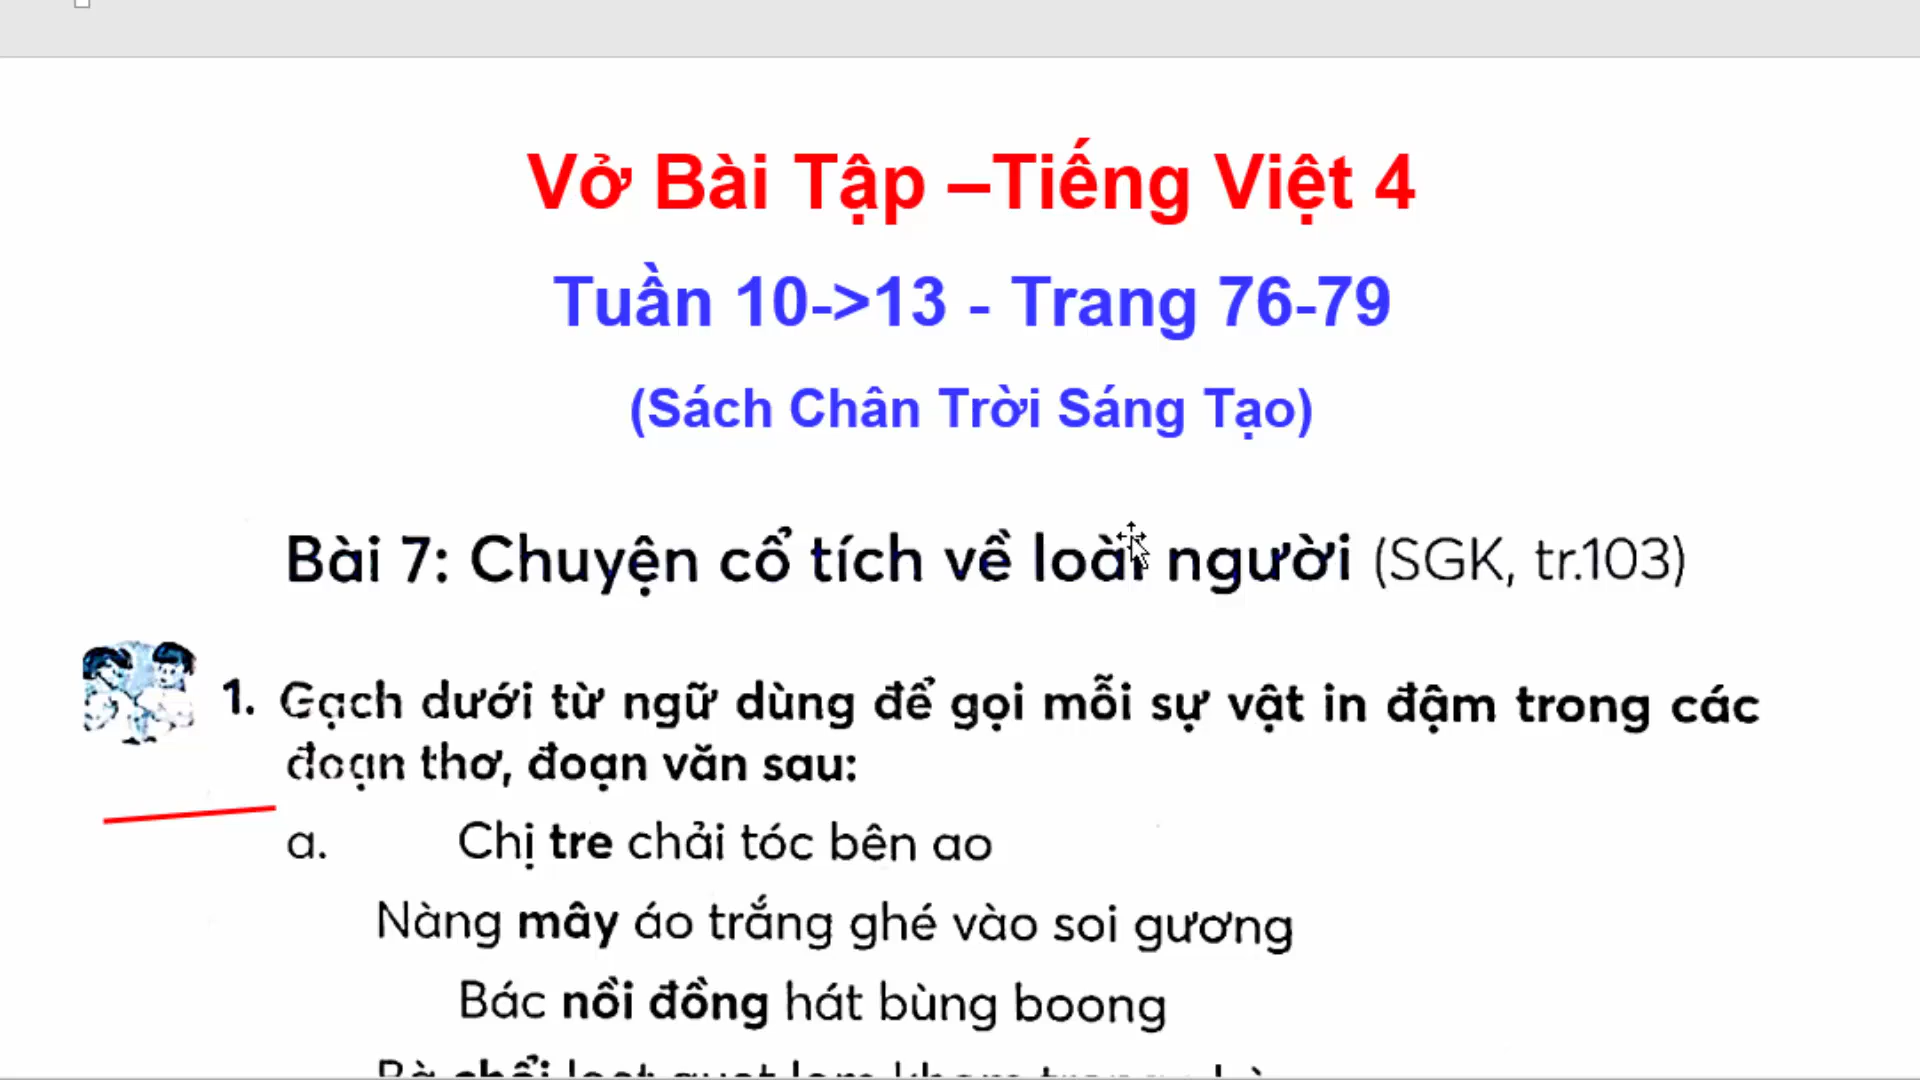 Vở Bài Tập –Tiếng Việt 4
Tuần 10->13 - Trang 76-79
(Sách Chân Trời Sáng Tạo)
Bài 7: Chuyện cổ tích về loài người (SGK, tr.103)
1. Gạch dưới từ ngữ dùng để gọi mỗi sự vật in đậm trong các
đoạn thơ, đoạn văn sau:
a. Chị tre chải tóc bên ao
Nàng mây áo trắng ghé vào soi gương
Bác nồi đồng hát bùng boong
Bà chổi